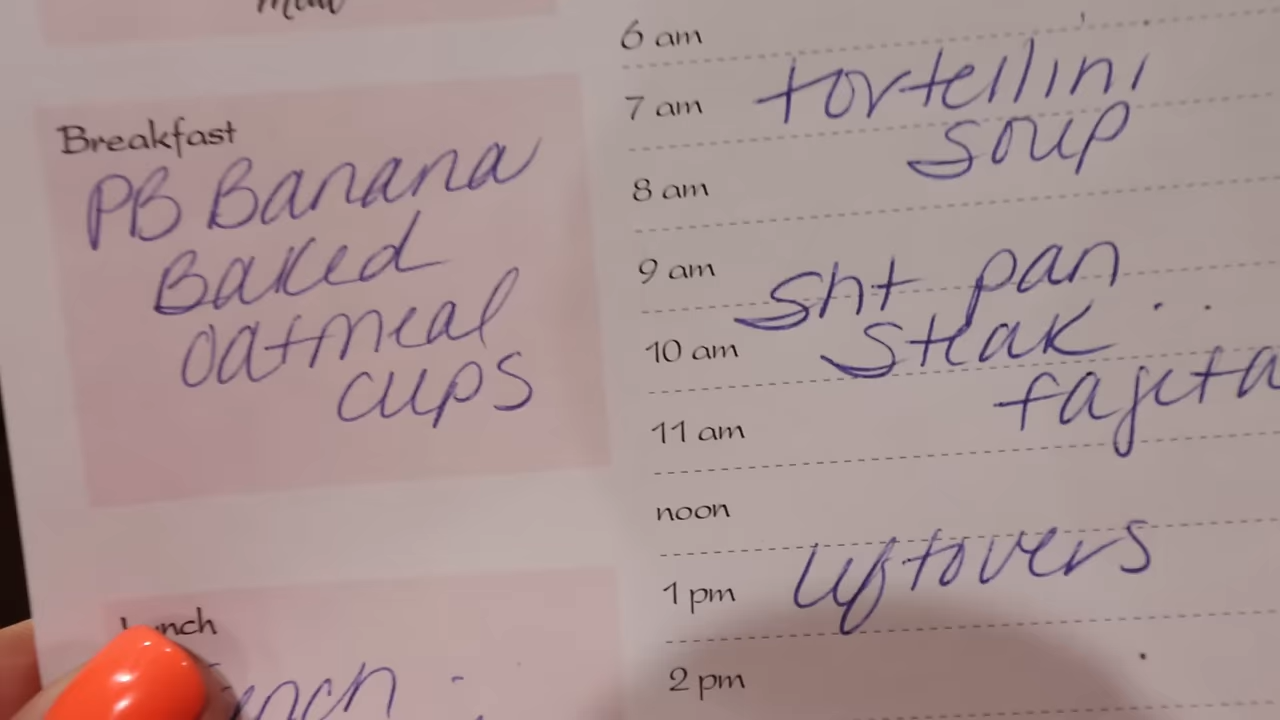 Breakfast
PB Banana
Baked
oatmeal
cups
Lunch
6 am
7 am
tortellini
soup
8 am
9 am
Sht pan
10 am
Steak
fajita
11 am
noon
1 pm
leftovers
2 pm